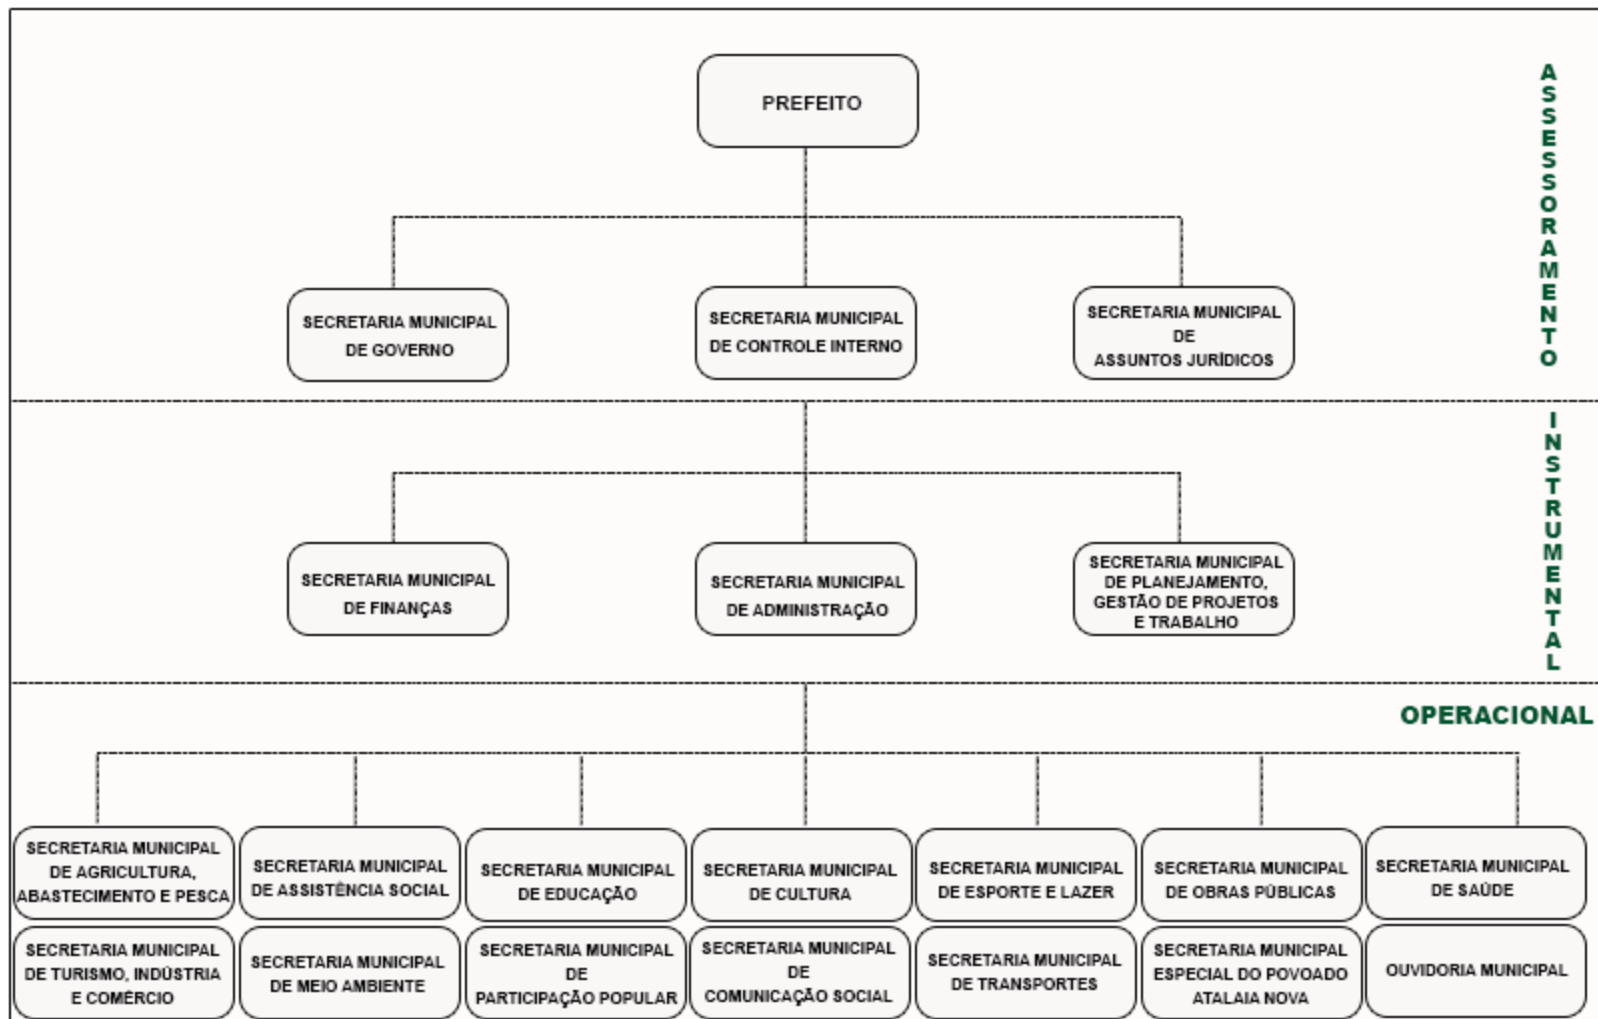 PREFEITO
ASSESSORAMENTO
SECRETARIA MUNICIPAL
DE GOVERNO
SECRETARIA MUNICIPAL
DE CONTROLE INTERNO
SECRETARIA MUNICIPAL
DE
ASSUNTOS JURÍDICOS
INSTRUMENTAL
SECRETARIA MUNICIPAL
DE FINANÇAS
SECRETARIA MUNICIPAL
DE ADMINISTRAÇÃO
SECRETARIA MUNICIPAL
DE PLANEJAMENTO,
GESTÃO DE PROJETOS
E TRABALHO
OPERACIONAL
SECRETARIA MUNICIPAL
DE AGRICULTURA,
ABASTECIMENTO E PESCA
SECRETARIA MUNICIPAL
DE ASSISTÊNCIA SOCIAL
SECRETARIA MUNICIPAL
DE EDUCAÇÃO
SECRETARIA MUNICIPAL
DE CULTURA
SECRETARIA MUNICIPAL
DE ESPORTE E LAZER
SECRETARIA MUNICIPAL
DE OBRAS PÚBLICAS
SECRETARIA MUNICIPAL
DE SAÚDE
SECRETARIA MUNICIPAL
DE TURISMO, INDÚSTRIA
E COMÉRCIO
SECRETARIA MUNICIPAL
DE MEIO AMBIENTE
SECRETARIA MUNICIPAL
DE
PARTICIPAÇÃO POPULAR
SECRETARIA MUNICIPAL
DE
COMUNICAÇÃO SOCIAL
SECRETARIA MUNICIPAL
DE TRANSPORTES
SECRETARIA MUNICIPAL
ESPECIAL DO POVOADO
ATALAIA NOVA
OUVIDORIA MUNICIPAL